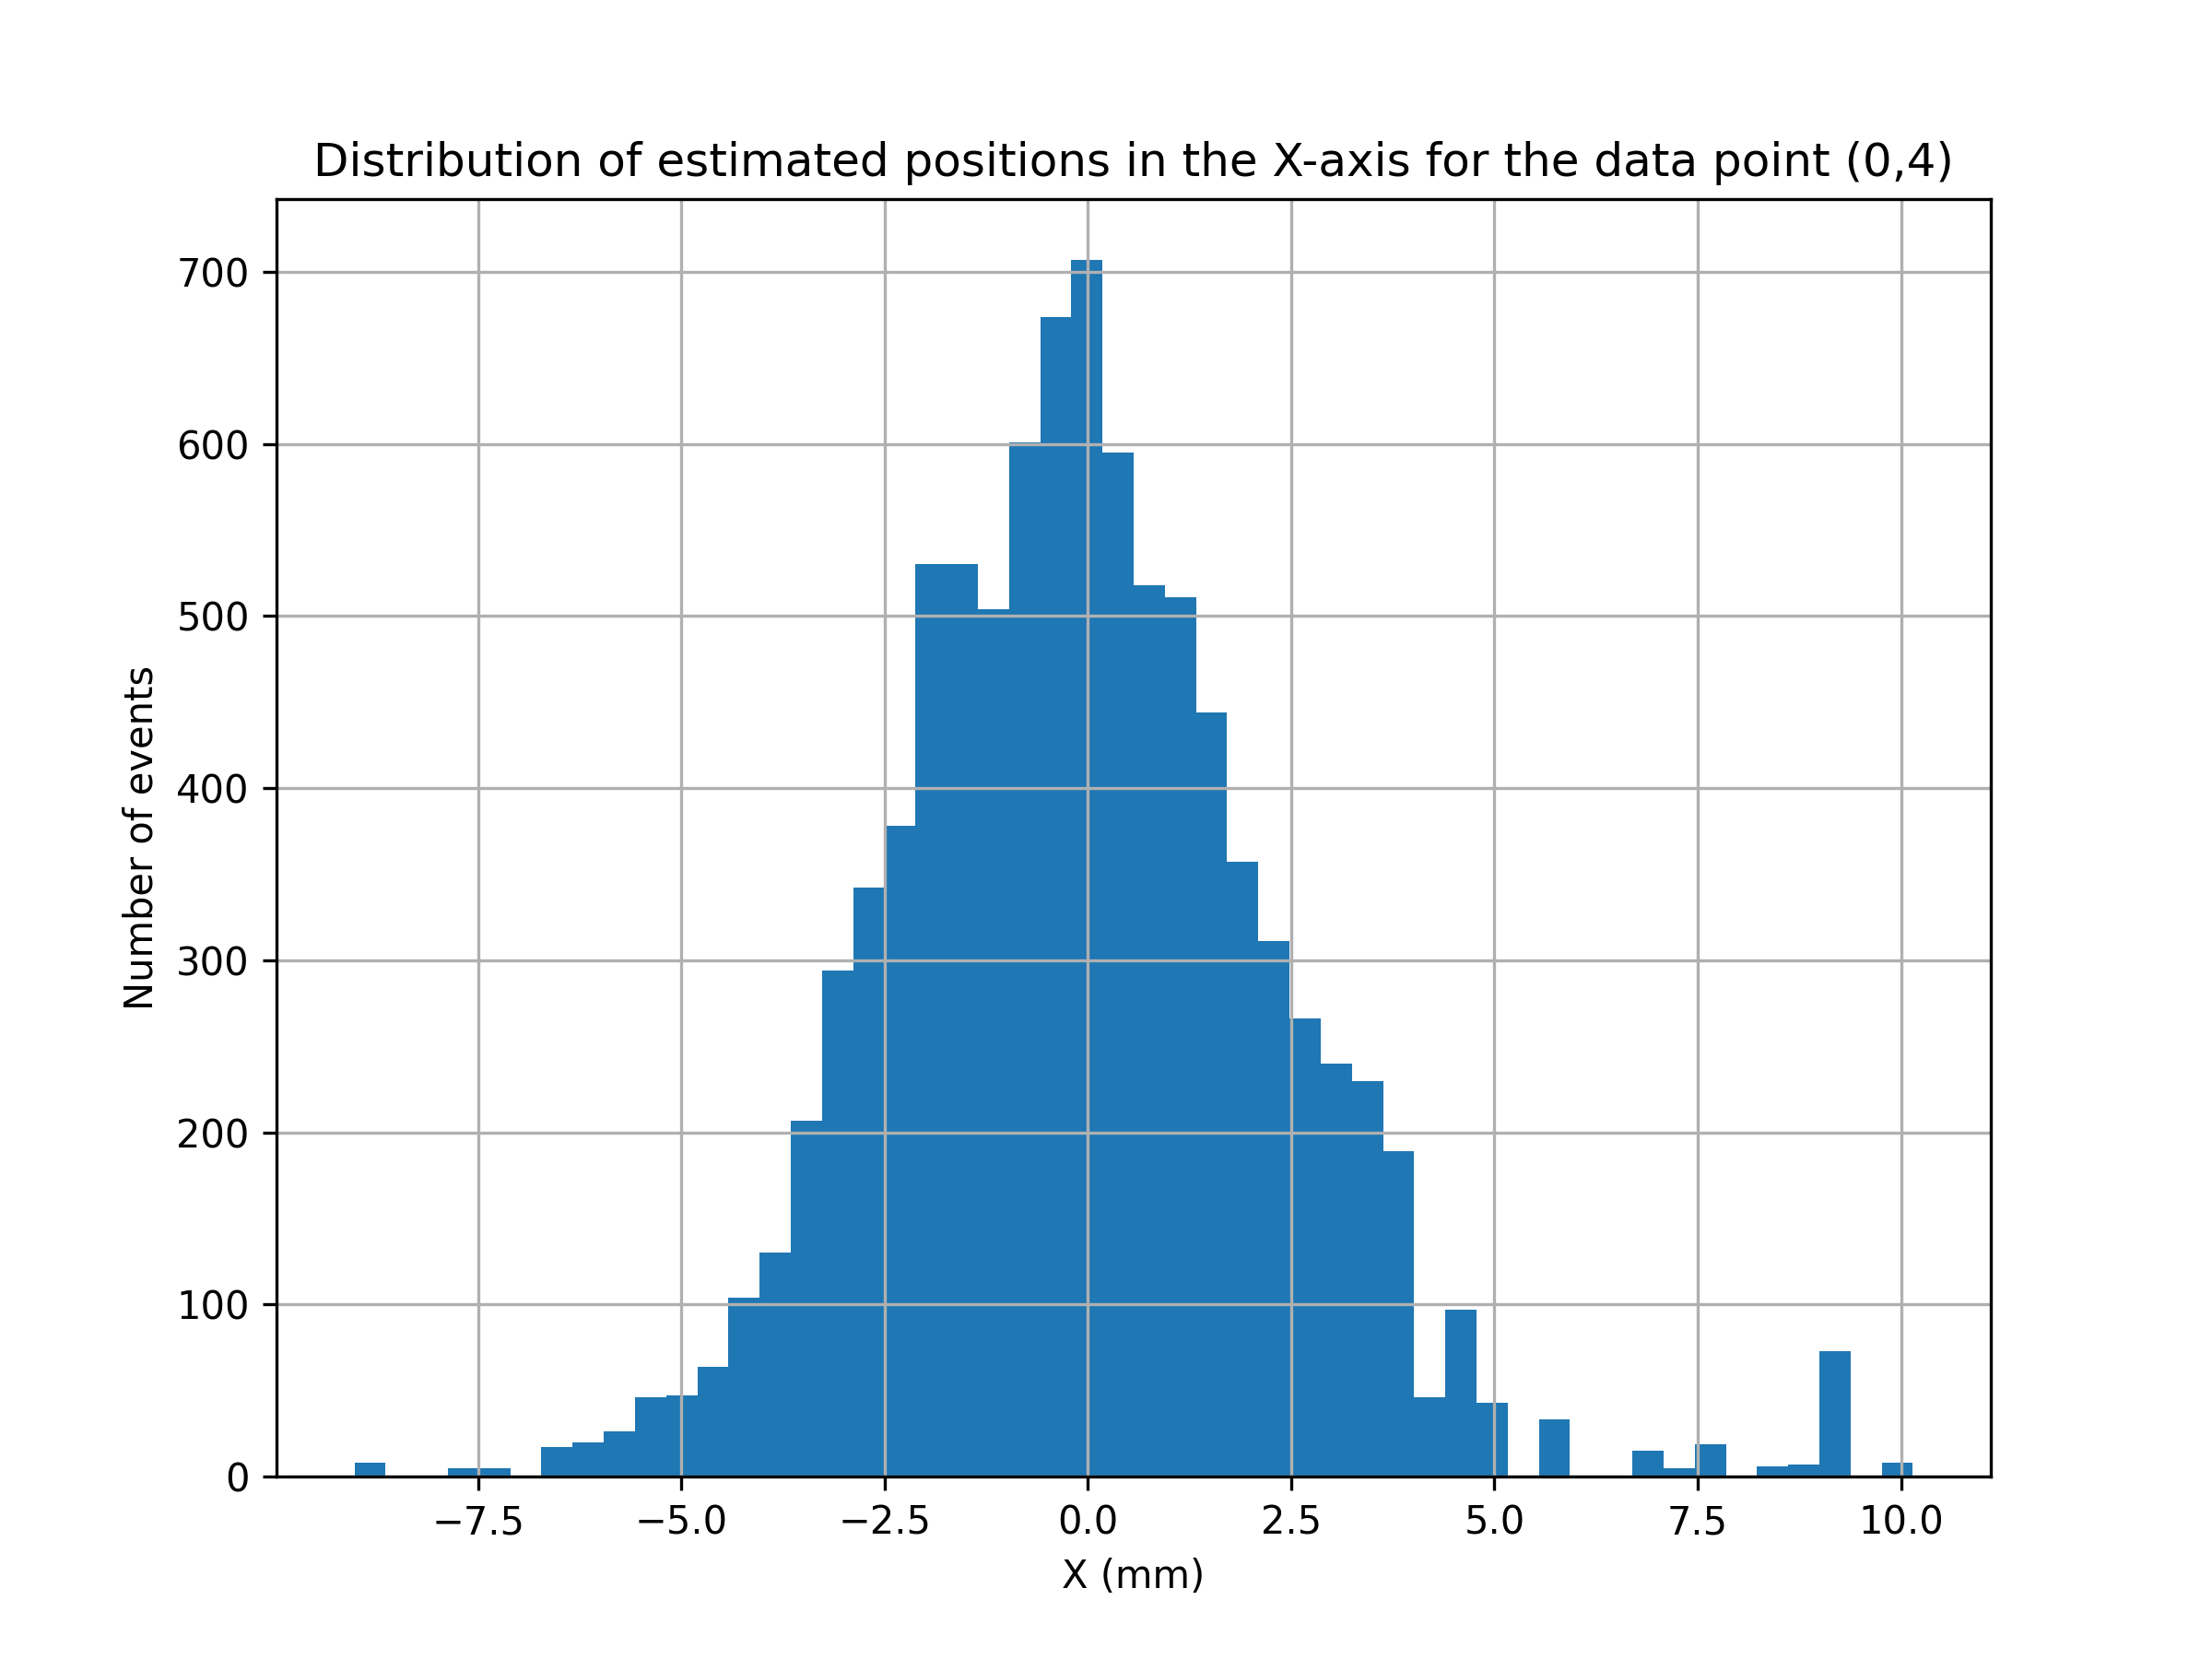 Distribution of estimated positions in the X-axis for the data point (0,4)
700
600
500
400
300
200
100
0
Number of events
−7.5 −5.0 −2.5 0.0 2.5 5.0 7.5 10.0
X (mm)